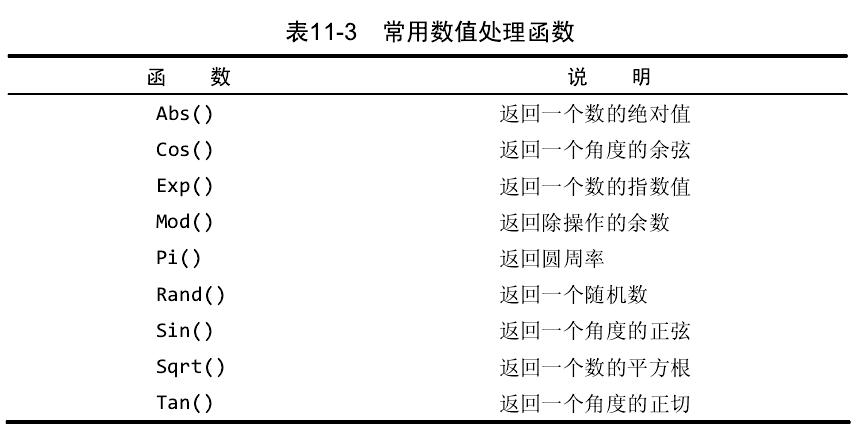 表11-3 常用数值处理函数
函 数 说 明
Abs() 返回一个数的绝对值
Cos() 返回一个角度的余弦
Exp() 返回一个数的指数值
Mod() 返回除操作的余数
Pi() 返回圆周率
Rand() 返回一个随机数
Sin() 返回一个角度的正弦
Sqrt() 返回一个数的平方根
Tan() 返回一个角度的正切